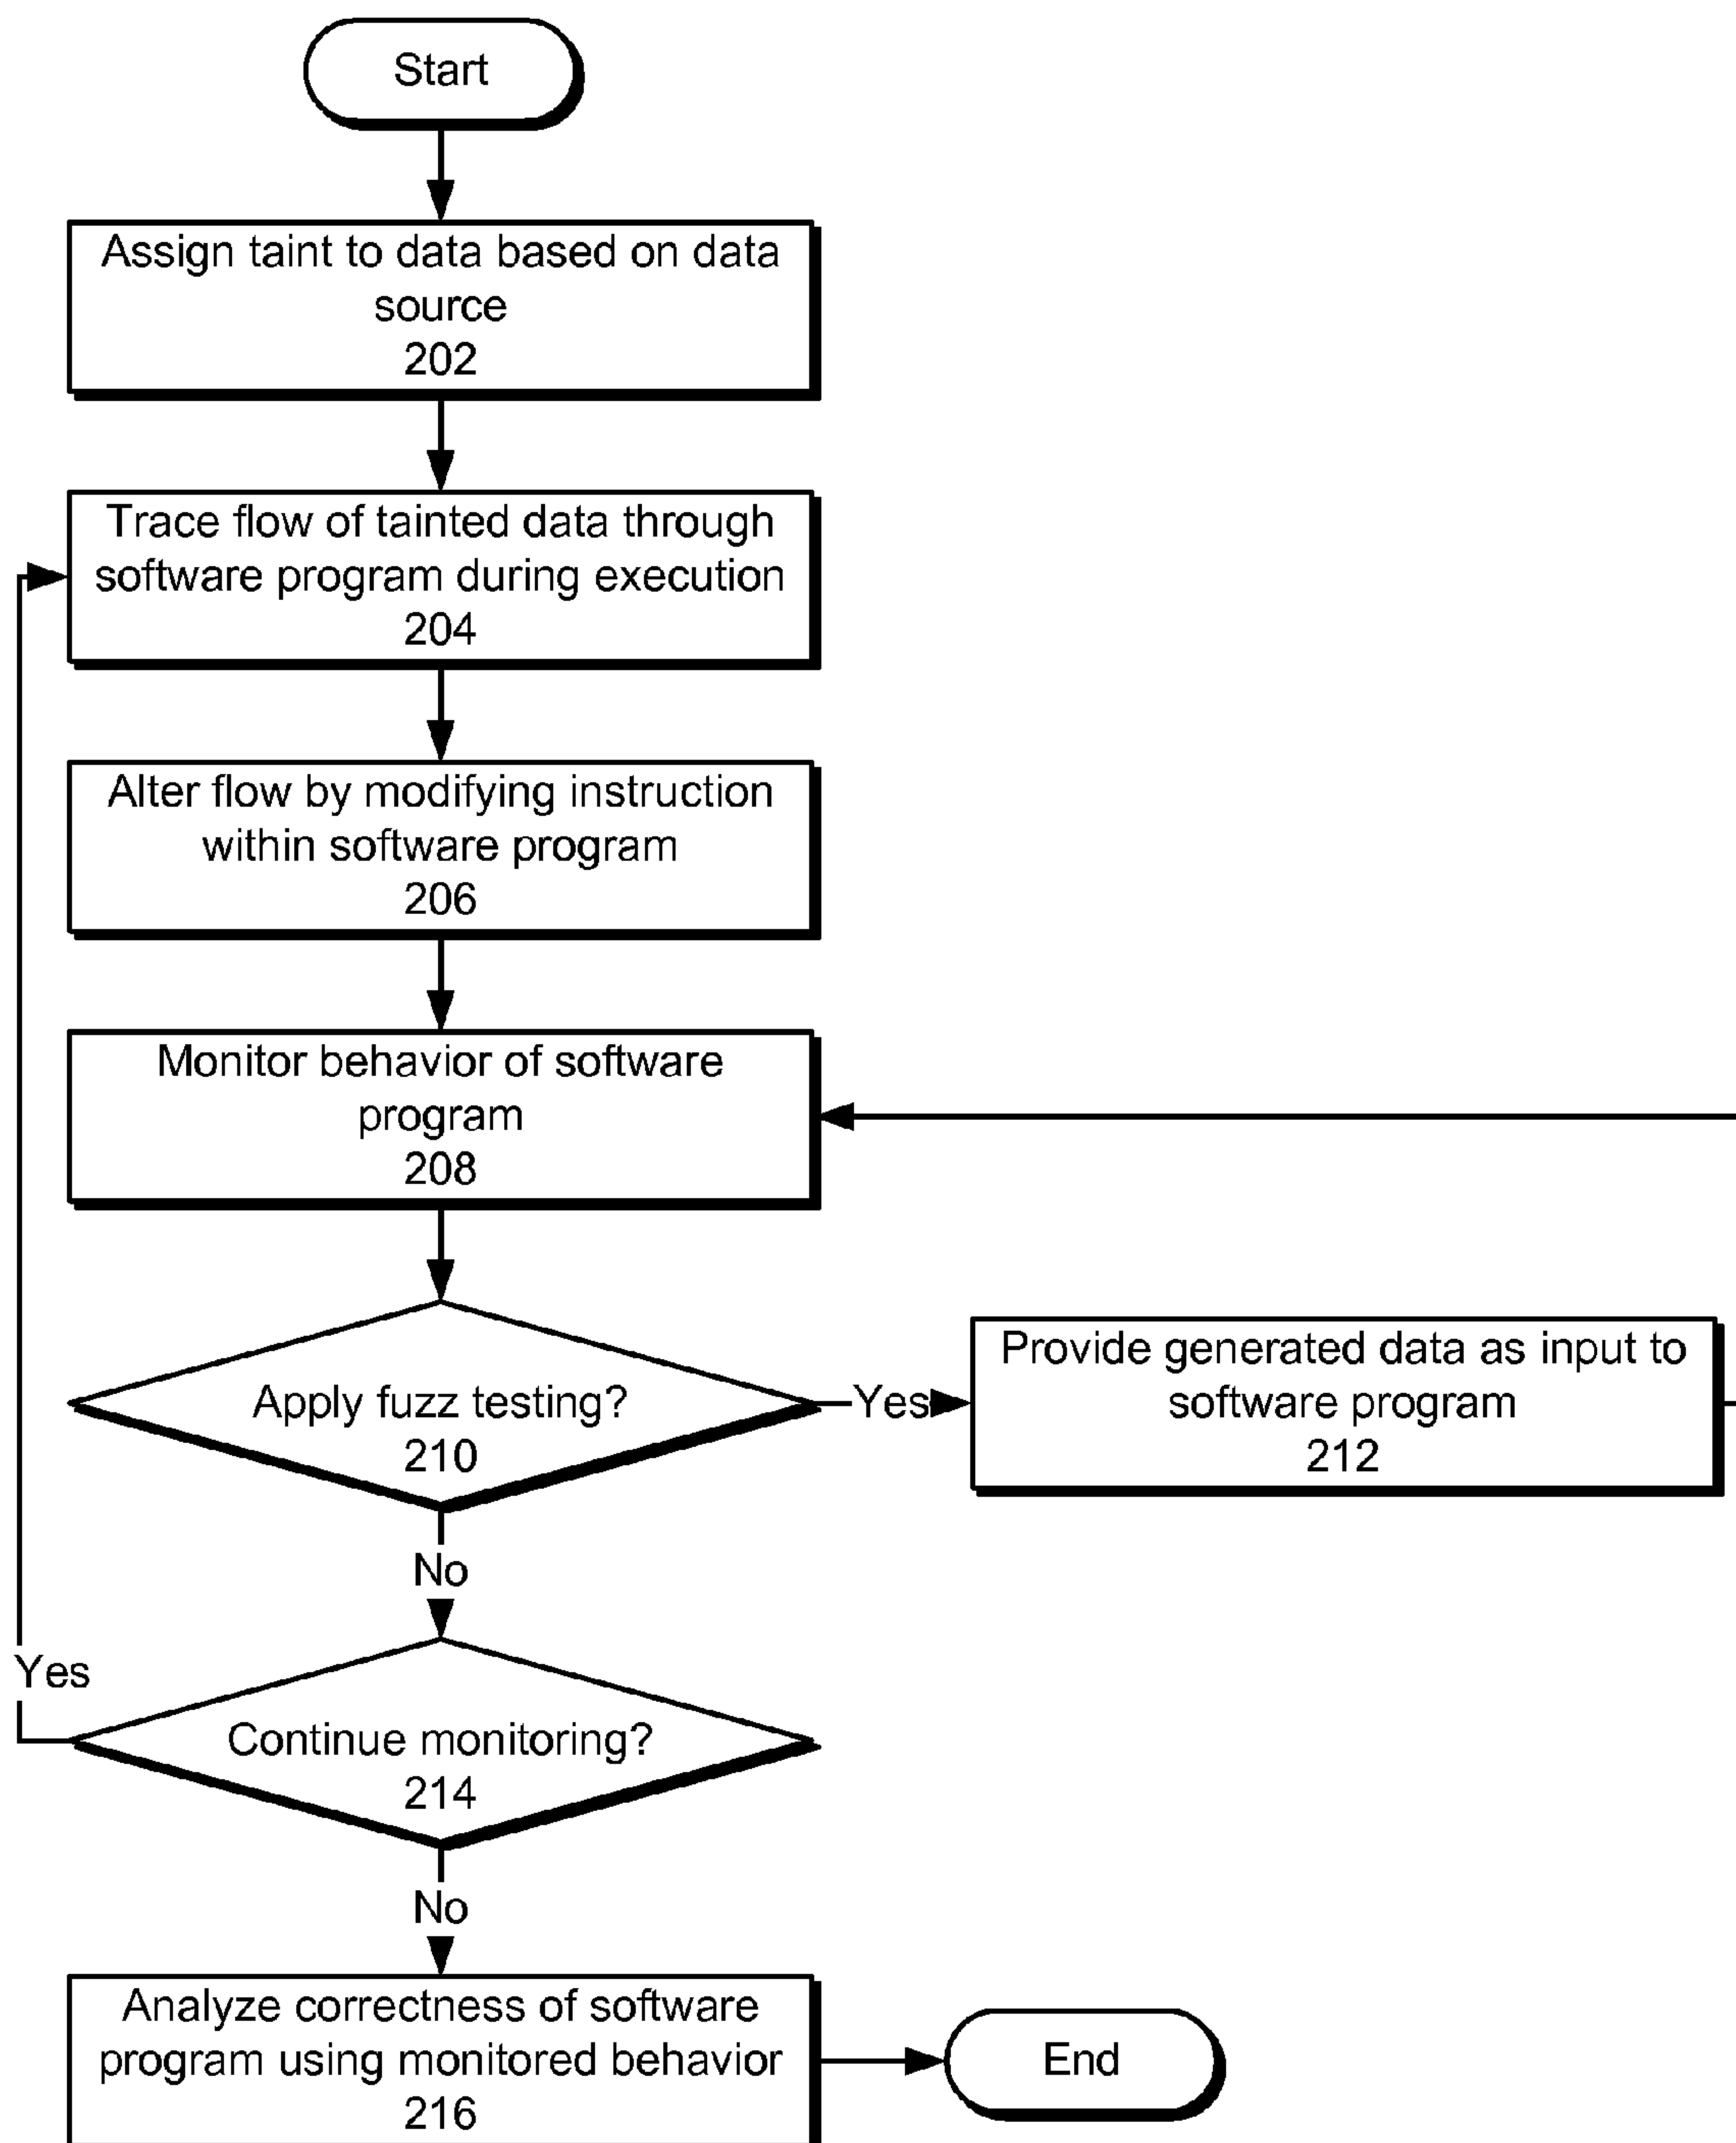 Start
Assign taint to data based on data
source
202
Trace flow of tainted data through
software program during execution
204
Alter flow by modifying instruction
within software program
206
Monitor behavior of software
program
208
Apply fuzz testing?
210
Yes
Provide generated data as input to
software program
212
No
Yes
Continue monitoring?
214
No
Analyze correctness of software
program using monitored behavior
216
End